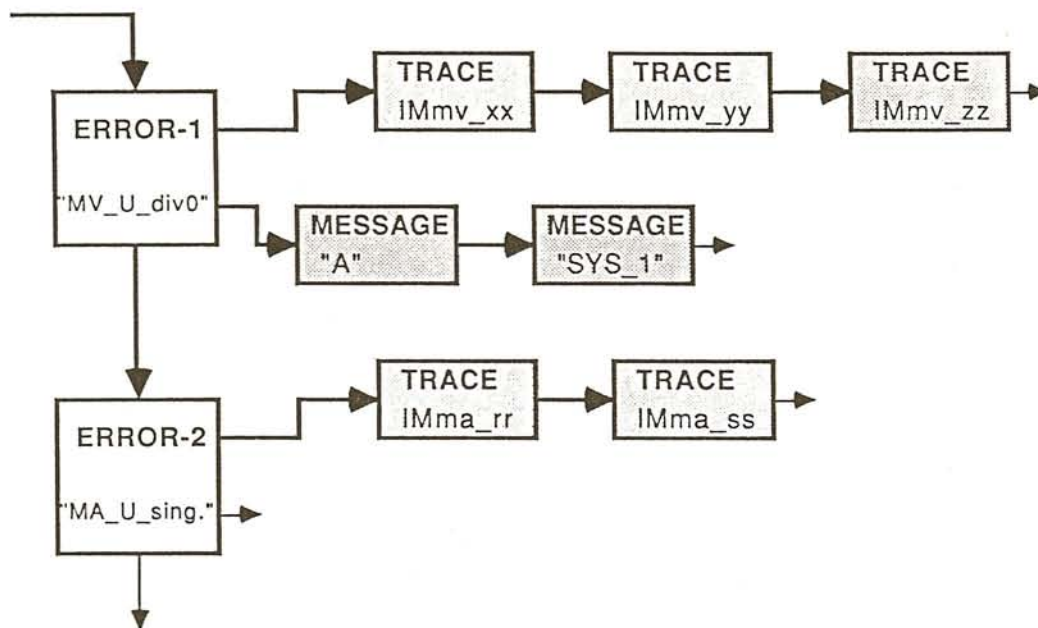 TRACE
IMmv_xx
TRACE
IMmv_yy
TRACE
IMmv_zz
ERROR-1
"MV_U_div0"
MESSAGE
"A"
MESSAGE
"SYS_1"
TRACE
IMma_rr
TRACE
IMma_ss
ERROR-2
"MA_U_sing."